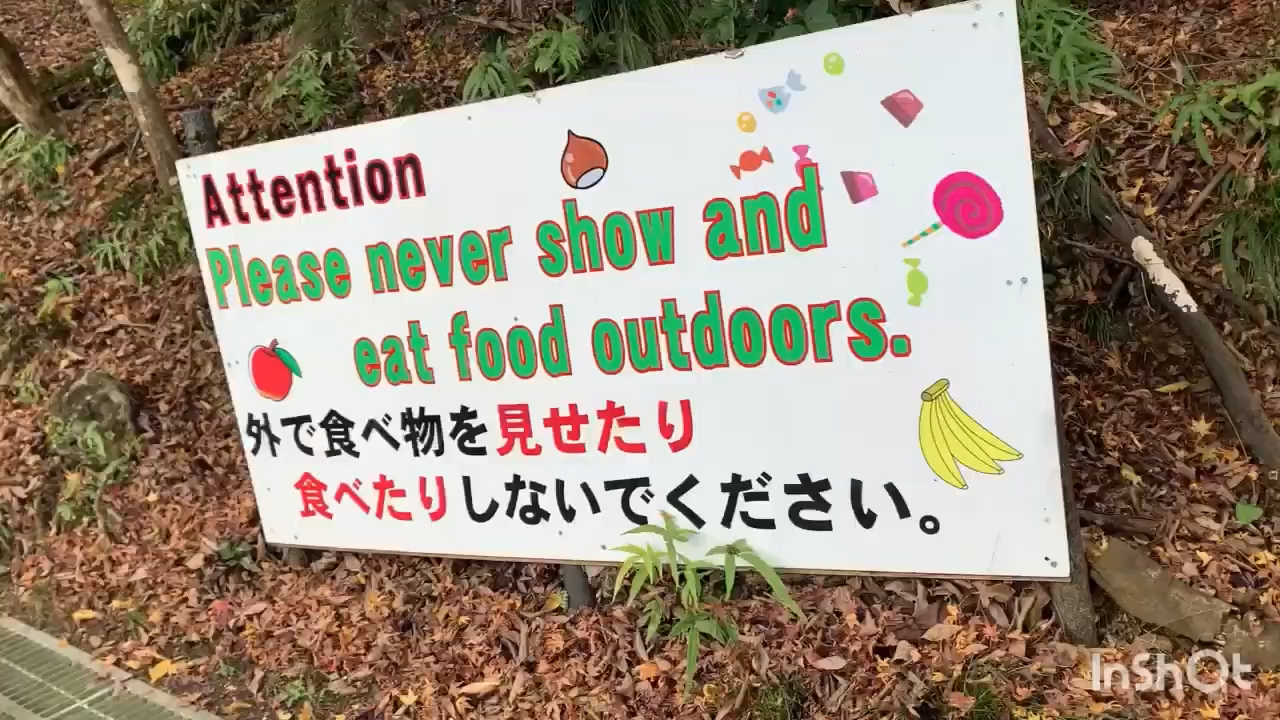 Attention
Please never show and
eat food outdoors.
外で食べ物を見せたり
食べたりしないでください。
InShOt